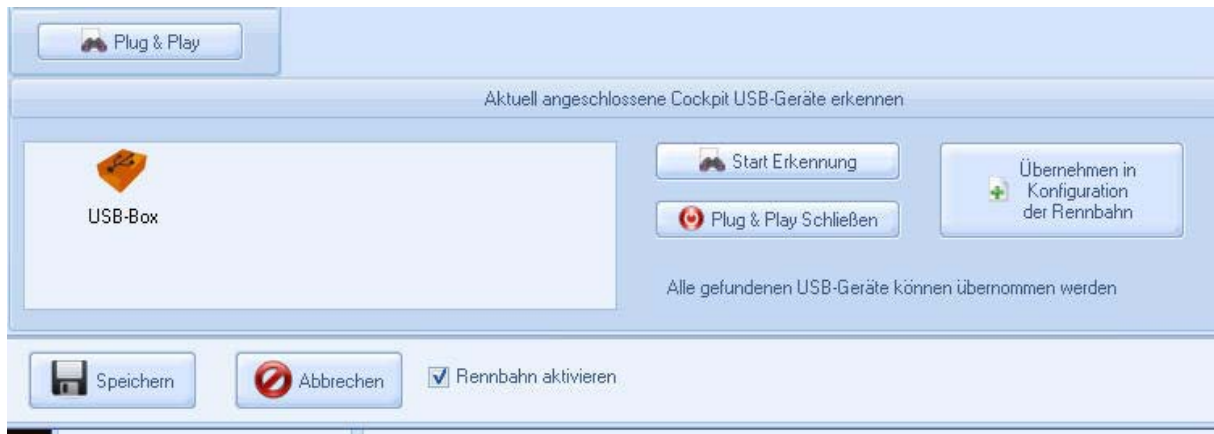 Plug & Play
Aktuell angeschlossene Cockpit USB-Geräte erkennen
USB-Box
Start Erkennung
Plug & Play Schließen
Übernehmen in
Konfiguration
der Rennbahn
Alle gefundenen USB-Geräte können übernommen werden
Speichern
Abbrechen
Rennbahn aktivieren